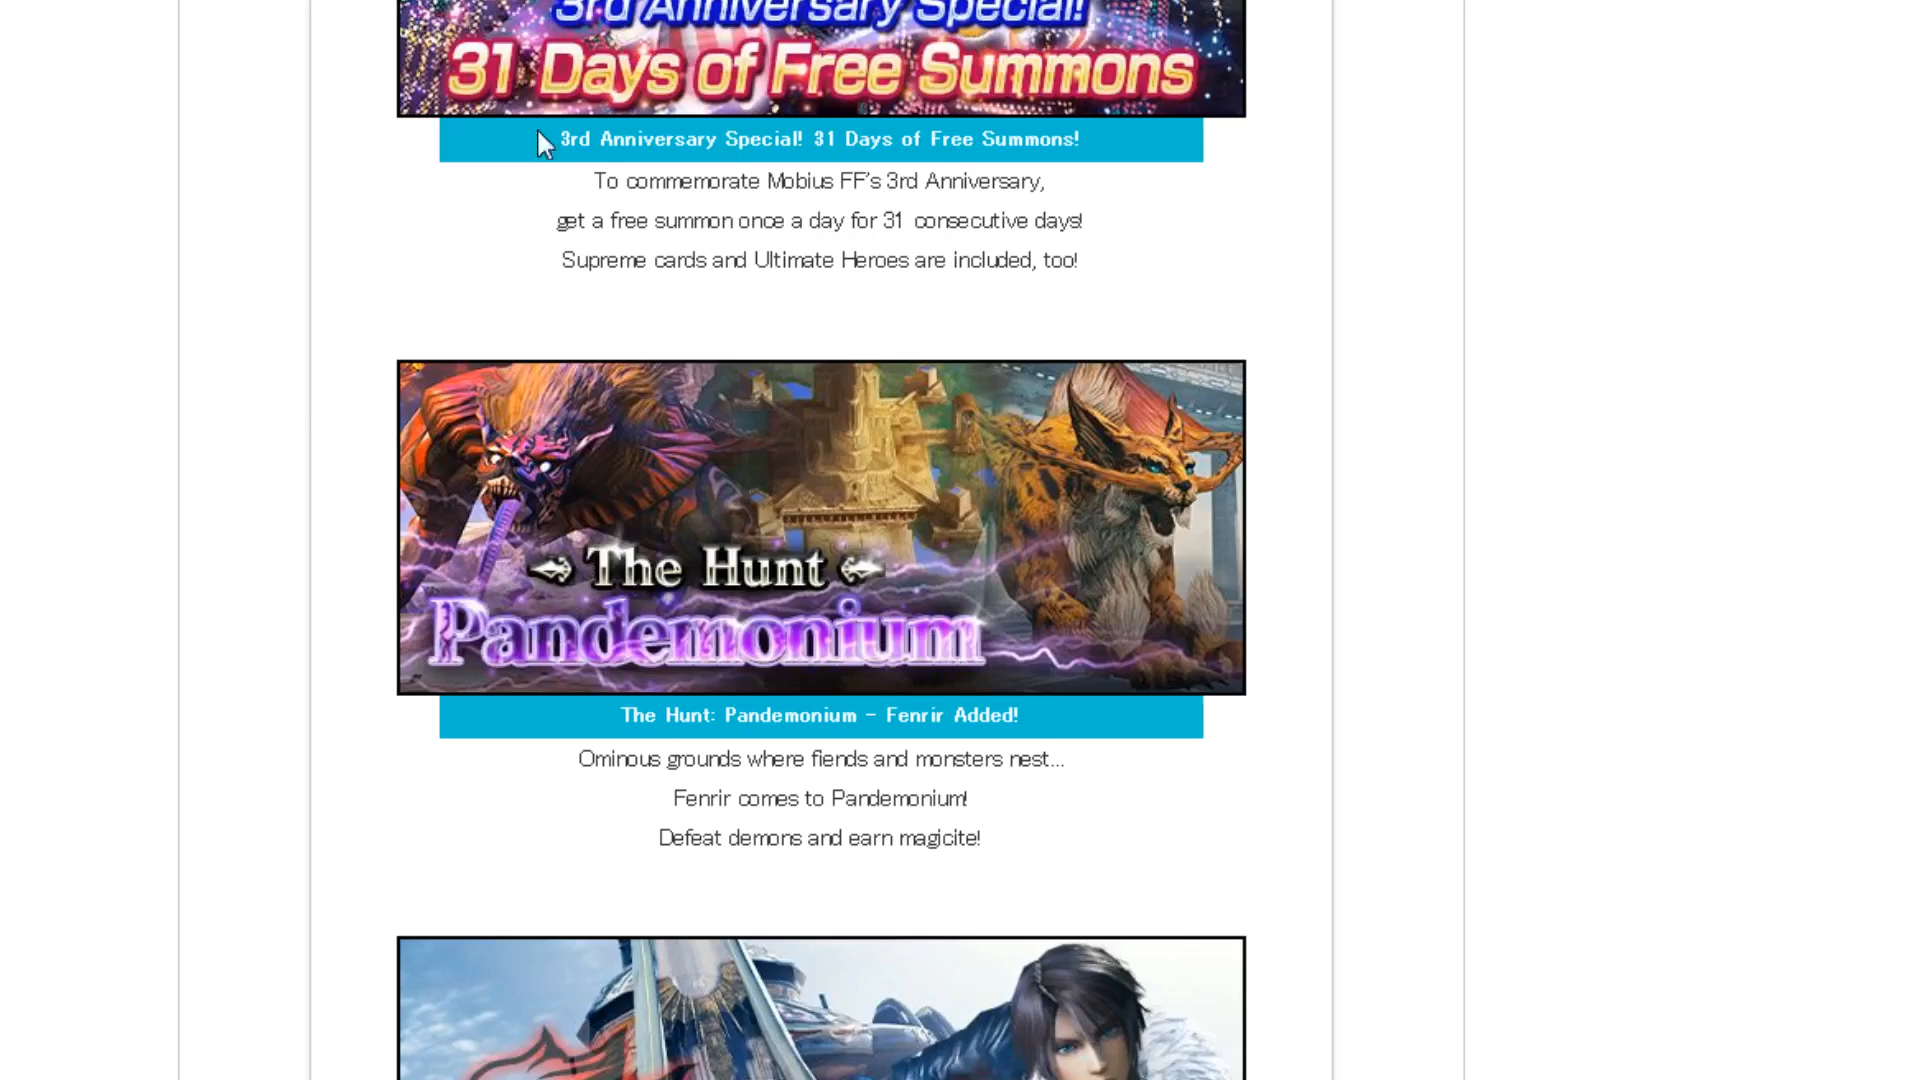 3rd Anniversary Special!
31 Days of Free Summons
3rd Anniversary Special! 31 Days of Free Summons!
To commemorate Mobius FF's 3rd Anniversary,
get a free summon once a day for 31 consecutive days!
Supreme cards and Ultimate Heroes are included, too!
The Hunt
Pandemonium
The Hunt: Pandemonium - Fenrir Added!
Ominous grounds where fiends and monsters nest...
Fenrir comes to Pandemonium!
Defeat demons and earn magicite!